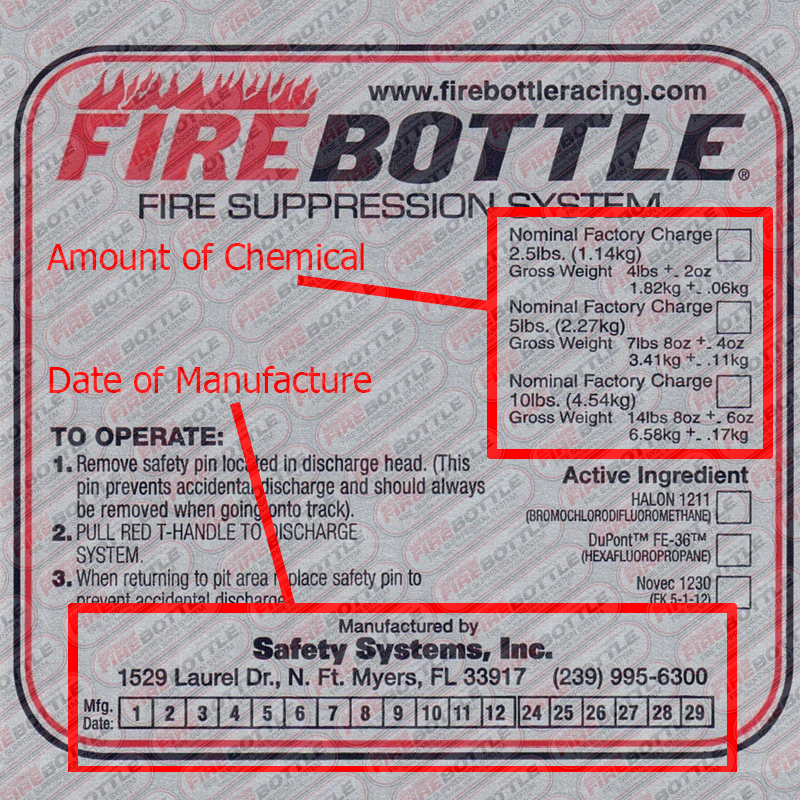 www.firebottleracing.com
FIREBOTTLE®
FIRE SUPPRESSION SYSTEM
Amount of Chemical
Nominal Factory Charge
2.5lbs. (1.14kg)
Gross Weight 4lbs +- 2oz
1.82kg +- .06kg
Nominal Factory Charge
5lbs. (2.27kg)
Gross Weight 7lbs 8oz +- 4oz
3.41kg +- .11kg
Nominal Factory Charge
10lbs. (4.54kg)
Gross Weight 14lbs 8oz +- 6oz
6.58kg +- .17kg
Date of Manufacture
TO OPERATE:
1. Remove safety pin located in discharge head. (This
pin prevents accidental discharge and should always
be removed when going onto track).
2. PULL RED T-HANDLE TO DISCHARGE
SYSTEM.
3. When returning to pit area replace safety pin to
prevent accidental discharge
Active Ingredient
HALON 1211
(BROMOCHLORODIFLUOROMETHANE)
DuPont™ FE-36™
(HEXAFLUOROPROPANE)
Novec 1230
(FK 5-1-12)
Manufactured by
Safety Systems, Inc.
1529 Laurel Dr., N. Ft. Myers, FL 33917 (239) 995-6300
Mfg.
Date: 1 2 3 4 5 6 7 8 9 10 11 12 24 25 26 27 28 29